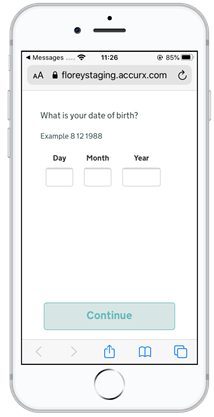 Messages .... 11:26 85%
AA floreystaging.accurx.com
What is your date of birth?
Example 8 12 1988
Day Month Year
Continue